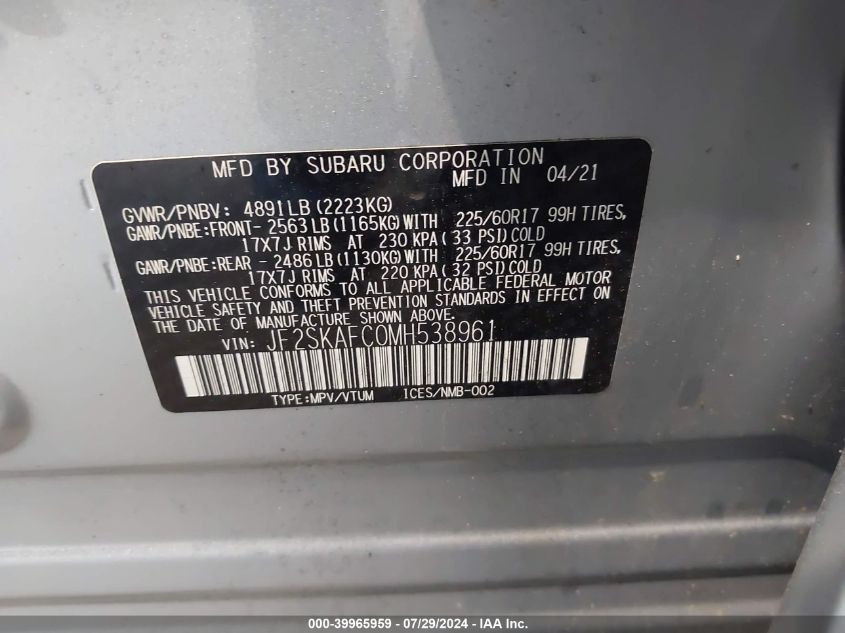 MFD BY SUBARU CORPORATION
MFD IN 04/21
GVWR/PNBV: 4891LB(2223KG)
GAWR/PNBE:FRONT-2563LB(1165KG)WITH 225/60R17 99H TIRES,
17X7J RIMS AT 230 KPA(33 PSI)COLD
GAWR/PNBE:REAR -2486LB(1130KG)WITH 225/60R17 99H TIRES,
17X7J RIMS AT 220 KPA(32 PSI)COLD
THIS VEHICLE CONFORMS TO ALL APPLICABLE FEDERAL MOTOR
VEHICLE SAFETY AND THEFT PREVENTION STANDARDS IN EFFECT ON
THE DATE OF MANUFACTURE SHOWN ABOVE.
VIN: JF2SKAFC0MH538961
TYPE:MPV/VTUM ICES/NMB-002
000-39965959 / 07/29/2024 - IAA Inc.